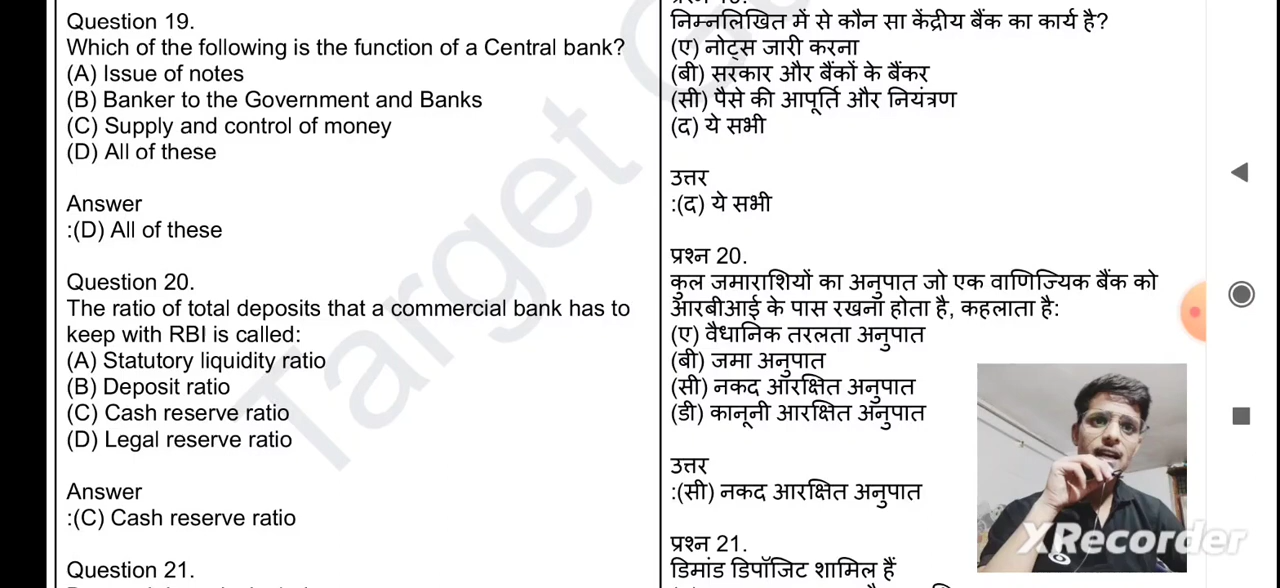 Question 19.
Which of the following is the function of a Central bank?
(A) Issue of notes
(B) Banker to the Government and Banks
(C) Supply and control of money
(D) All of these
Answer
:(D) All of these
Question 20.
The ratio of total deposits that a commercial bank has to
keep with RBI is called:
(A) Statutory liquidity ratio
(B) Deposit ratio
(C) Cash reserve ratio
(D) Legal reserve ratio
Answer
:(C) Cash reserve ratio
Question 21.
निम्नलिखित में से कौन सा केंद्रीय बैंक का कार्य है?
(ए) नोट्स जारी करना
(बी) सरकार और बैंकों के बैंकर
(सी) पैसे की आपूर्ति और नियंत्रण
(द) ये सभी
उत्तर
:(द) ये सभी
प्रश्न 20.
कुल जमाराशियों का अनुपात जो एक वाणिज्यिक बैंक को
आरबीआई के पास रखना होता है, कहलाता है:
(ए) वैधानिक तरलता अनुपात
(बी) जमा अनुपात
(सी) नकद आरक्षित अनुपात
(डी) कानूनी आरक्षित अनुपात
उत्तर
:(सी) नकद आरक्षित अनुपात
प्रश्न 21.
डिमांड डिपॉजिट शामिल हैं
Target
XRecorder